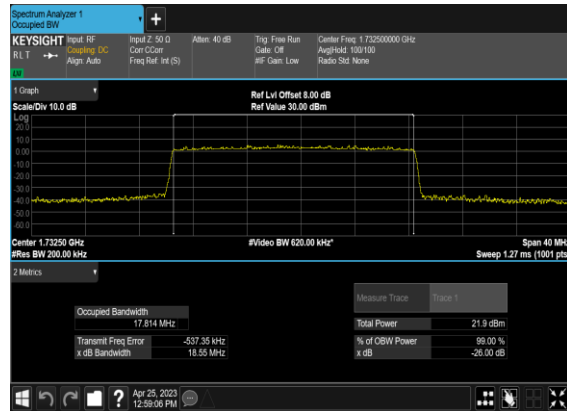 Spectrum Analyzer 1
Occupied BW
+
KEYSIGHT Input: RF Input Z: 50 Ω Atten: 40 dB Trig: Free Run Center Freq: 1.732500000 GHz
RLT Coupling: DC Corr CCorr Gate: Off Avg|Hold: 100/100
Align: Auto Freq Ref: Int (S) #IF Gain: Low Radio Std: None
1 Graph
Scale/Div 10.0 dB Ref Lvl Offset 8.00 dB
Ref Value 30.00 dBm
Log
20.0
10.0
0.00
-10.0
-20.0
-30.0
-40.0
-50.0
-60.0
Center 1.73250 GHz #Video BW 620.00 kHz* Span 40 MHz
#Res BW 200.00 kHz Sweep 1.27 ms (1001 pts
2 Metrics
Measure Trace Trace 1
Occupied Bandwidth
17.814 MHz Total Power 21.9 dBm
Transmit Freq Error -537.35 kHz % of OBW Power 99.00 %
x dB Bandwidth 18.55 MHz x dB -26.00 dB
? Apr 25, 2023
12:59:06 PM